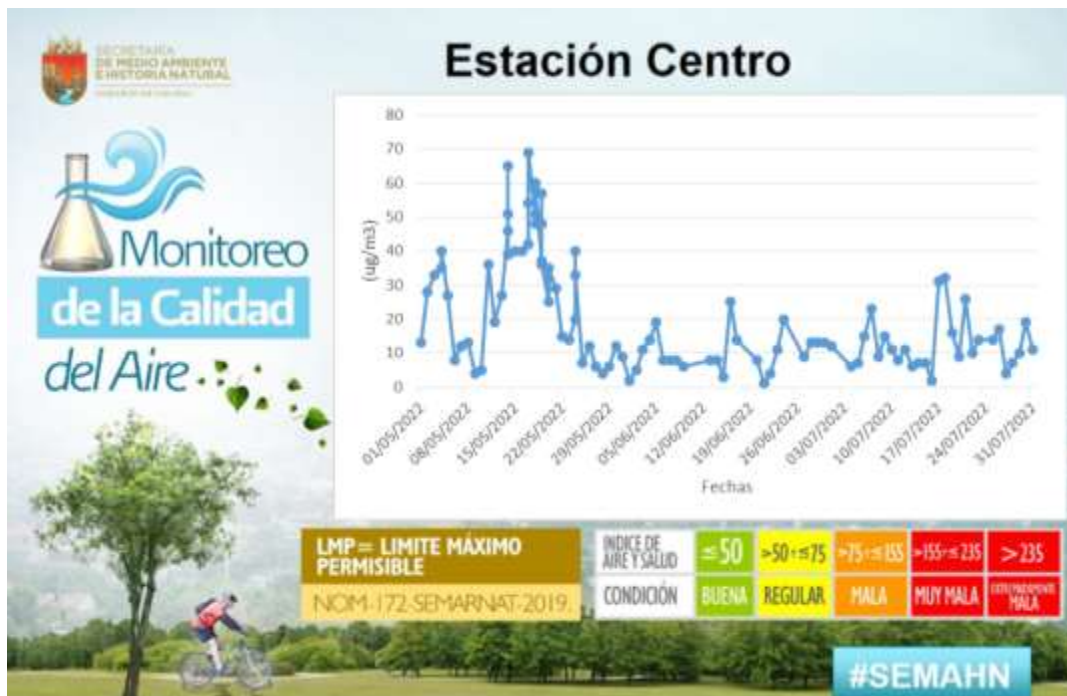 SECRETARÍA
DE MEDIO AMBIENTE
E HISTORIA NATURAL
Estación Centro
Monitoreo
de la Calidad
del Aire
80
70
60
50
40
30
20
10
0
(ug/m3)
01/05/2022
08/05/2022
15/05/2022
22/05/2022
29/05/2022
05/06/2022
12/06/2022
19/06/2022
26/06/2022
03/07/2022
10/07/2022
17/07/2022
24/07/2022
31/07/2022
Fechas
LMP= LIMITE MÁXIMO
PERMISIBLE
NOM-172-SEMARNAT-2019.
ÍNDICE DE
AIRE Y SALUD
≤50
>50-≤75
>75-≤155
>155-≤235
>235
CONDICIÓN
BUENA
REGULAR
MALA
MUY MALA
EXTREMADAMENTE
MALA
#SEMAHN